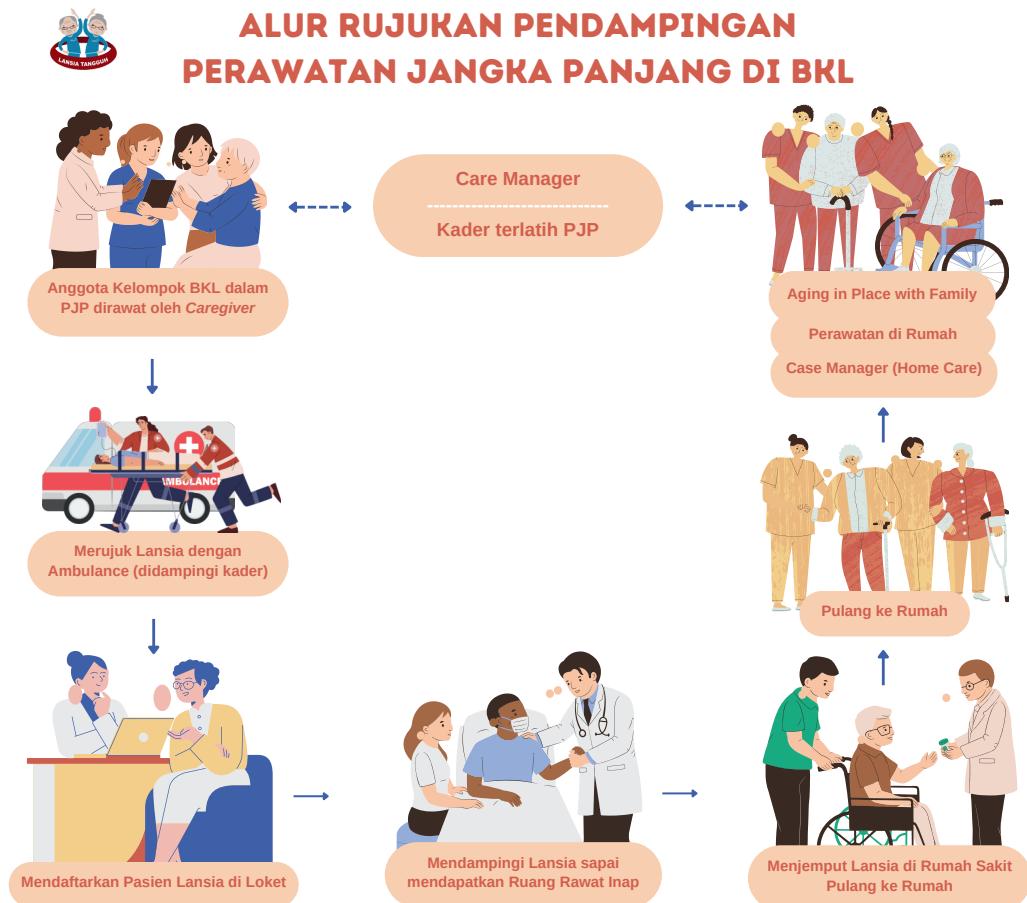 ALUR RUJUKAN PENDAMPINGAN
PERAWATAN JANGKA PANJANG DI BKL
LANSIA TANGGUH
Care Manager
Kader terlatih PJP
Anggota Kelompok BKL dalam
PJP dirawat oleh Caregiver
Aging in Place with Family
Perawatan di Rumah
Case Manager (Home Care)
AMBULANCE
Merujuk Lansia dengan
Ambulance (didampingi kader)
Pulang ke Rumah
Mendaftarkan Pasien Lansia di Loket
Mendampingi Lansia sapai
mendapatkan Ruang Rawat Inap
Menjemput Lansia di Rumah Sakit
Pulang ke Rumah